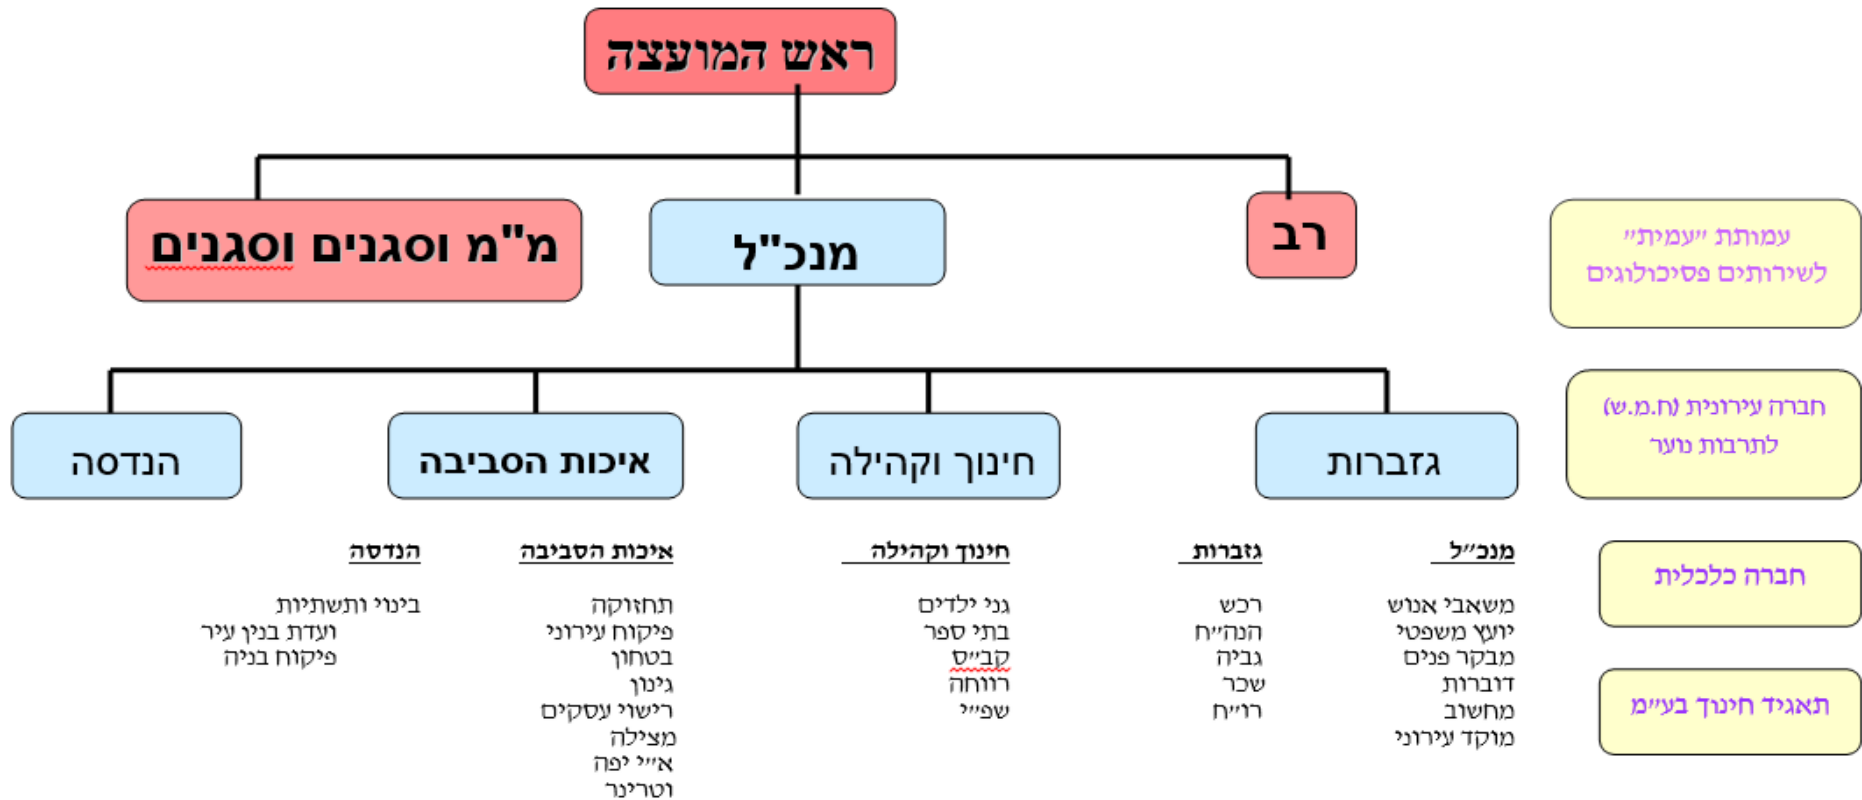 ראש המועצה
רב
מנכ"ל
מ"מ וסגנים וסגנים
עמותת "עמית"
לשירותים פסיכולוגים
חברה עירונית (ח.מ.ש)
לתרבות נוער
חברה כלכלית
תאגיד חינוך בע"מ
גזברות
חינוך וקהילה
איכות הסביבה
הנדסה
מנכ"ל
משאבי אנוש
יועץ משפטי
מבקר פנים
דוברות
מחשוב
מוקד עירוני
גזברות
רכש
הנה"ח
גביה
שכר
רו"ח
חינוך וקהילה
גני ילדים
בתי ספר
קב"ס
רווחה
שפ"י
איכות הסביבה
תחזוקה
פיקוח עירוני
בטחון
גינון
רישוי עסקים
מצילה
א"י יפה
וטרינר
הנדסה
בינוי ותשתיות
ועדת בנין עיר
פיקוח בניה